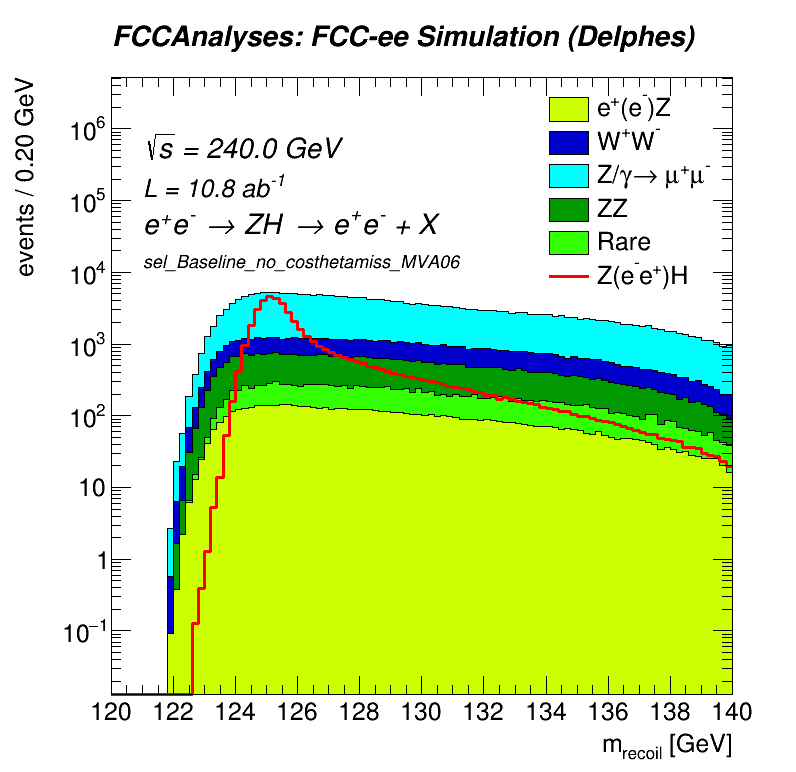 FCCAnalyses: FCC-ee Simulation (Delphes)
events / 0.20 GeV
10⁶
10⁵
10⁴
10³
10²
10
1
10⁻¹
√s = 240.0 GeV
L = 10.8 ab⁻¹
e⁺e⁻ → ZH → e⁺e⁻ + X
sel_Baseline_no_costhetamiss_MVA06
e⁺(e⁻)Z
W⁺W⁻
Z/γ→ μ⁺μ⁻
ZZ
Rare
Z(e⁻e⁺)H
120 122 124 126 128 130 132 134 136 138 140
m_recoil [GeV]